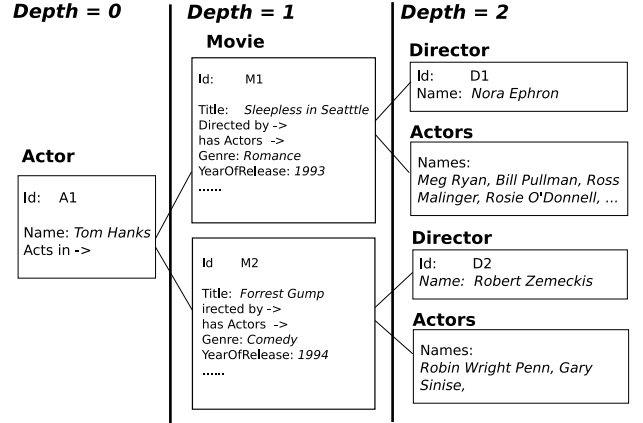 Depth = 0
Depth = 1
Depth = 2
Actor
Id: A1
Name: Tom Hanks
Acts in ->
Movie
Id: M1
Title: Sleepless in Seatttle
Directed by ->
has Actors ->
Genre: Romance
YearOfRelease: 1993
......
Id M2
Title: Forrest Gump
irected by ->
has Actors ->
Genre: Comedy
YearOfRelease: 1994
......
Director
Id: D1
Name: Nora Ephron
Actors
Names:
Meg Ryan, Bill Pullman, Ross
Malinger, Rosie O'Donnell, ...
Director
Id: D2
Name: Robert Zemeckis
Actors
Names:
Robin Wright Penn, Gary
Sinise,